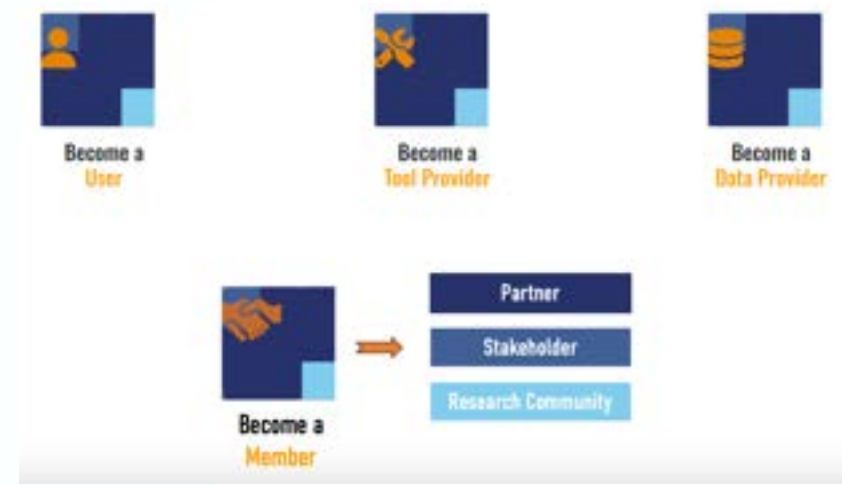 Become a
User
Become a
Tool Provider
Become a
Data Provider
Become a
Member
Partner
Stakeholder
Research Community